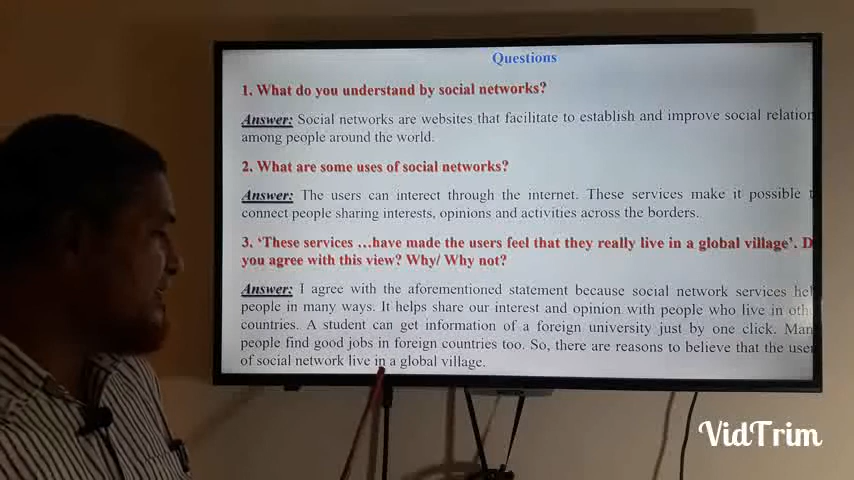 Questions
1. What do you understand by social networks?
Answer: Social networks are websites that facilitate to establish and improve social relation
among people around the world.
2. What are some uses of social networks?
Answer: The users can interect through the internet. These services make it possible t
connect people sharing interests, opinions and activities across the borders.
3. ‘These services …have made the users feel that they really live in a global village’. D
you agree with this view? Why/ Why not?
Answer: I agree with the aforementioned statement because social network services hel
people in many ways. It helps share our interest and opinion with people who live in oth
countries. A student can get information of a foreign university just by one click. Man
people find good jobs in foreign countries too. So, there are reasons to believe that the user
of social network live in a global village.
VidTrim